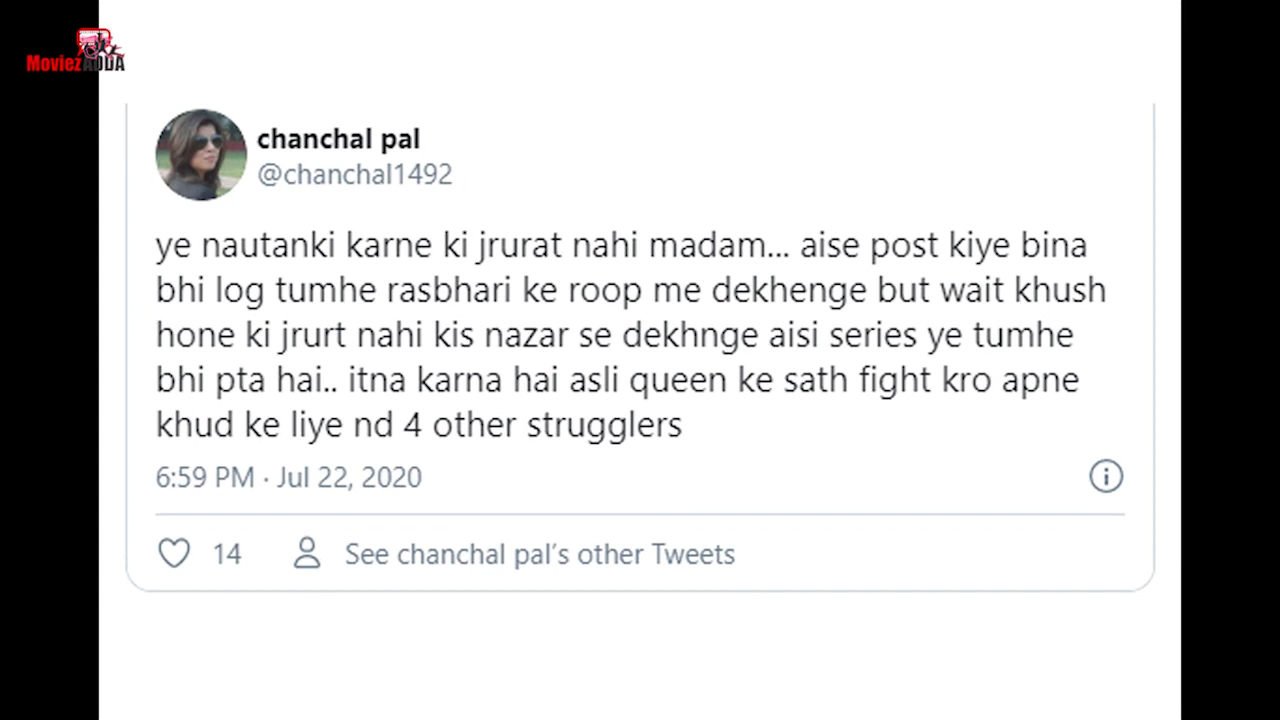 MoviezADDA
chanchal pal
@chanchal1492
ye nautanki karne ki jrurat nahi madam... aise post kiye bina
bhi log tumhe rasbhari ke roop me dekhenge but wait khush
hone ki jrurt nahi kis nazar se dekhnge aisi series ye tumhe
bhi pta hai.. itna karna hai asli queen ke sath fight kro apne
khud ke liye nd 4 other strugglers
6:59 PM · Jul 22, 2020
14
See chanchal pal's other Tweets